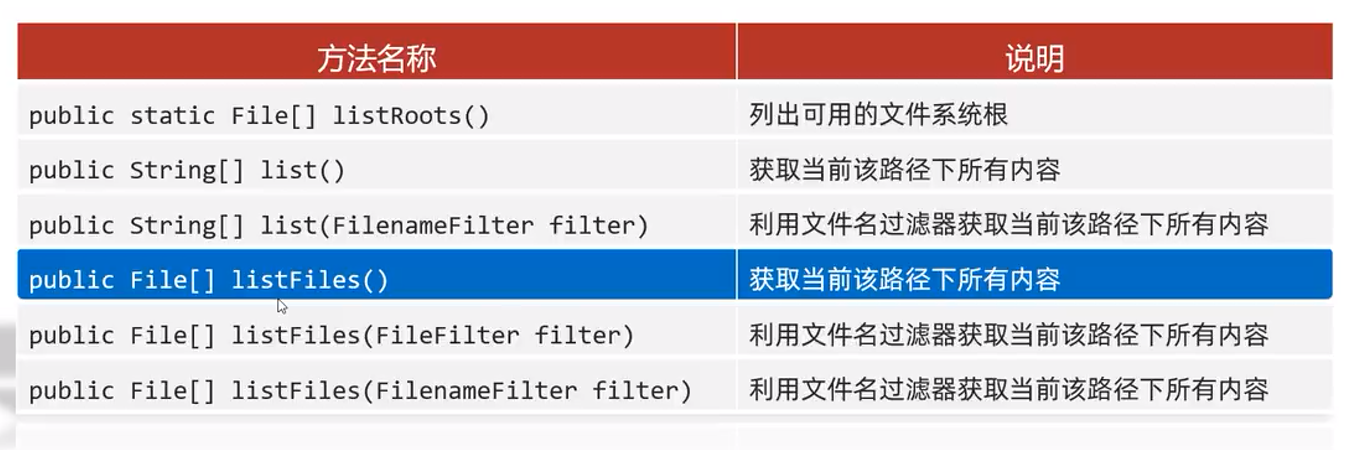 方法名称 说明
public static File[] listRoots() 列出可用的文件系统根
public String[] list() 获取当前该路径下所有内容
public String[] list(FilenameFilter filter) 利用文件名过滤器获取当前该路径下所有内容
public File[] listFiles() 获取当前该路径下所有内容
public File[] listFiles(FileFilter filter) 利用文件名过滤器获取当前该路径下所有内容
public File[] listFiles(FilenameFilter filter) 利用文件名过滤器获取当前该路径下所有内容